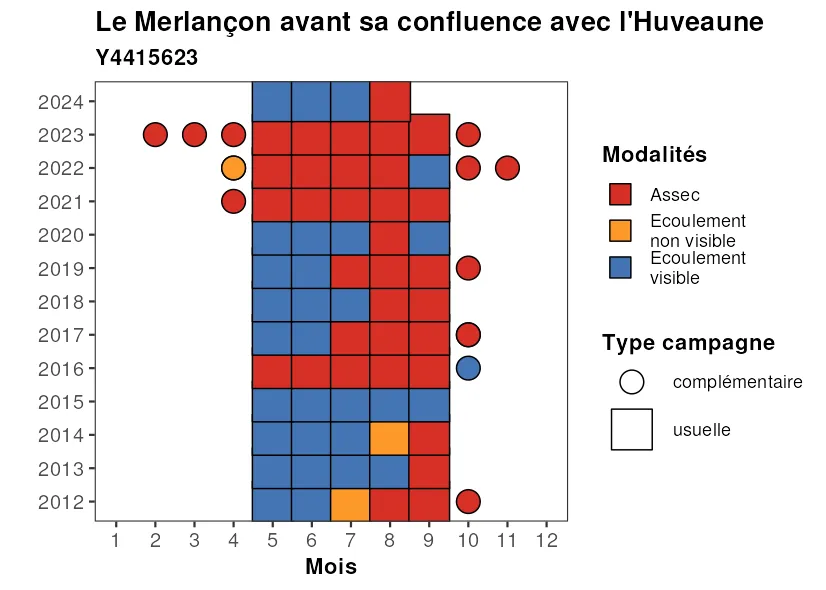 Le Merlançon avant sa confluence avec l'Huveaune
Y4415623
2024
2023
2022
2021
2020
2019
2018
2017
2016
2015
2014
2013
2012
1 2 3 4 5 6 7 8 9 10 11 12
Mois
Modalités
Assec
Ecoulement
non visible
Ecoulement
visible
Type campagne
complémentaire
usuelle